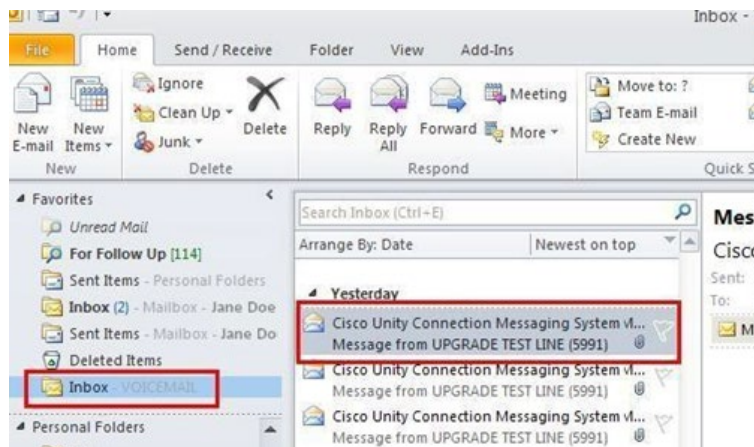 Inbox -
File Home Send / Receive Folder View Add-Ins
New E-mail
New Items
Ignore
Clean Up
Junk
Delete
Reply
Reply All
Forward
Meeting
More
Move to: ?
Team E-mail
Create New
New Delete Respond Quick S
Favorites
Unread Mail
For Follow Up [114]
Sent Items - Personal Folders
Inbox (2) - Mailbox - Jane Doe
Sent Items - Mailbox - Jane Do
Deleted Items
Inbox - VOICEMAIL
Personal Folders
Search Inbox (Ctrl+E)
Arrange By: Date Newest on top
Yesterday
Cisco Unity Connection Messaging System vl...
Message from UPGRADE TEST LINE (5991)
Cisco Unity Connection Messaging System vl...
Message from UPGRADE TEST LINE (5991)
Cisco Unity Connection Messaging System vl...
Message from UPGRADE TEST LINE (5991)
Mes
Cisco
Sent:
To:
M